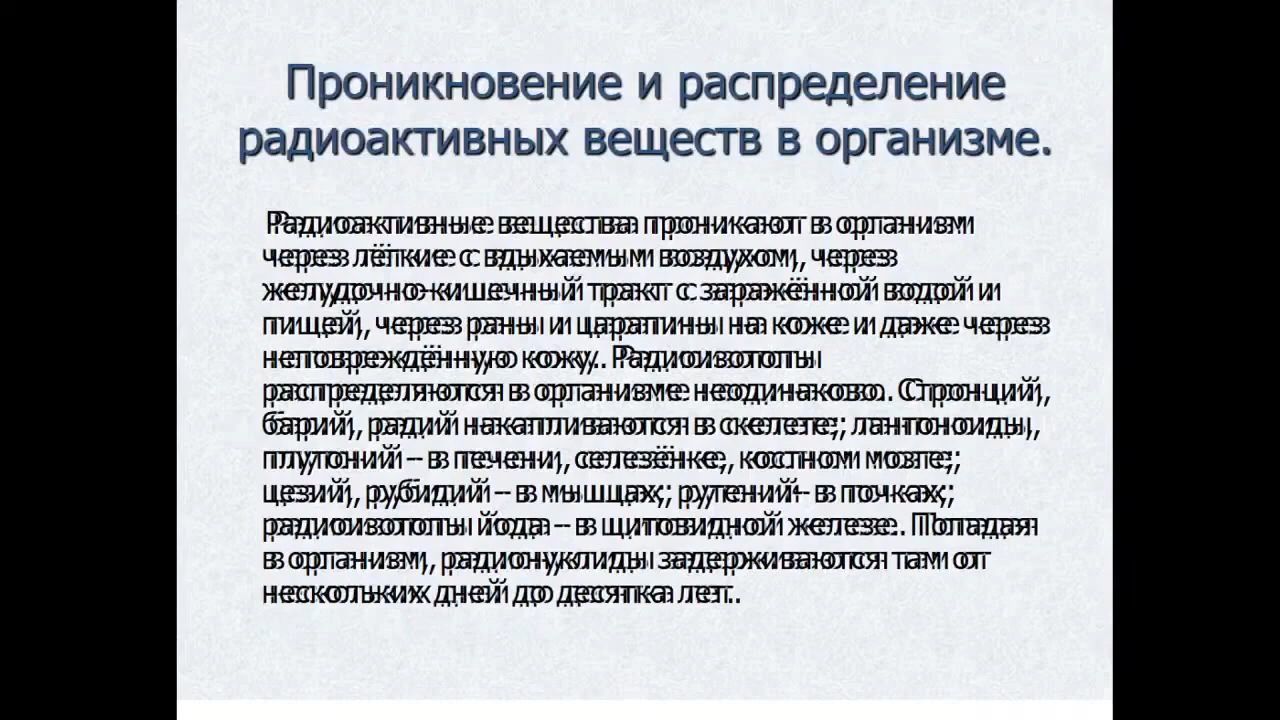 Проникновение и распределение
радиоактивных веществ в организме.
Радиоактивные вещества проникают в организм
через лёгкие с вдыхаемым воздухом, через
желудочно-кишечный тракт с заражённой водой и
пищей, через раны и царапины на коже и даже через
неповреждённую кожу. Радиоизотопы
распределяются в организме неодинаково. Стронций,
барий, радий накапливаются в скелете; лантоноиды,
плутоний – в печени, селезёнке, костном мозге;
цезий, рубидий – в мышцах; рутений- в почках;
радиоизотопы йода – в щитовидной железе. Попадая
в организм, радионуклиды задерживаются там от
нескольких дней до десятка лет.